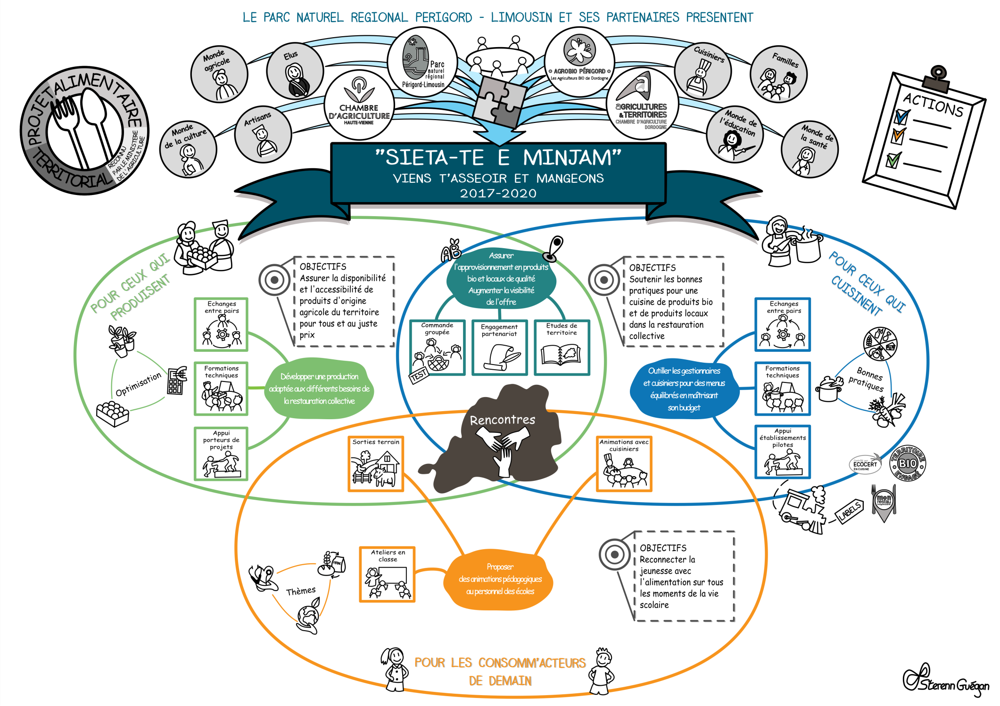 LE PARC NATUREL REGIONAL PERIGORD - LIMOUSIN ET SES PARTENAIRES PRESENTENT
PROJET ALIMENTAIRE
TERRITORIAL
RECONNU
PAR LE MINISTERE
DE L'AGRICULTURE
Monde
agricole
Elus
Monde
de la culture
Artisans
Parc
naturel
régional
Périgord-Limousin
CHAMBRE
D'AGRICULTURE
HAUTE-VIENNE
AGROBIO PÉRIGORD
Les Agriculteurs BIO de Dordogne
AGRICULTURES
& TERRITOIRES
CHAMBRE D'AGRICULTURE
DORDOGNE
Cuisiniers
Familles
Monde de
l'éducation
Monde de
la santé
ACTIONS
"SIETA-TE E MINJAM"
VIENS T'ASSEOIR ET MANGEONS
2017-2020
POUR CEUX QUI
PRODUISENT
OBJECTIFS
Assurer la disponibilité
et l'accessibilité de
produits d'origine
agricole du territoire
pour tous et au juste
prix
Echanges
entre pairs
Formations
techniques
Appui
porteurs de
projets
Optimisation
Développer une production
adaptée aux différents besoins de
la restauration collective
AB
Assurer
l'approvisionnement en produits
bio et locaux de qualité
Augmenter la visibilité
de l'offre
Commande
groupée
TEST
Engagement
partenariat
Etudes de
territoire
OBJECTIFS
Soutenir les bonnes
pratiques pour une
cuisine de produits bio
et de produits locaux
dans la restauration
collective
POUR CEUX QUI
CUISINENT
Outiller les gestionnaires
et cuisiniers pour des menus
équilibrés en maîtrisant
son budget
Echanges
entre pairs
Formations
techniques
Appui
établissements
pilotes
Bonnes
pratiques
Contrôlé par
ECOCERT
EN CUISINE
TERRITOIRE
BIO
ENGAGÉ
LABELS
mon
restau
responsable
Rencontres
Sorties terrain
Animations avec
cuisiniers
Ateliers en
classe
Proposer
des animations pédagogiques
au personnel des écoles
Thèmes
FARINE
OBJECTIFS
Reconnecter la
jeunesse avec
l'alimentation sur tous
les moments de la vie
scolaire
POUR LES CONSOMM'ACTEURS
DE DEMAIN
Sterenn Guégan